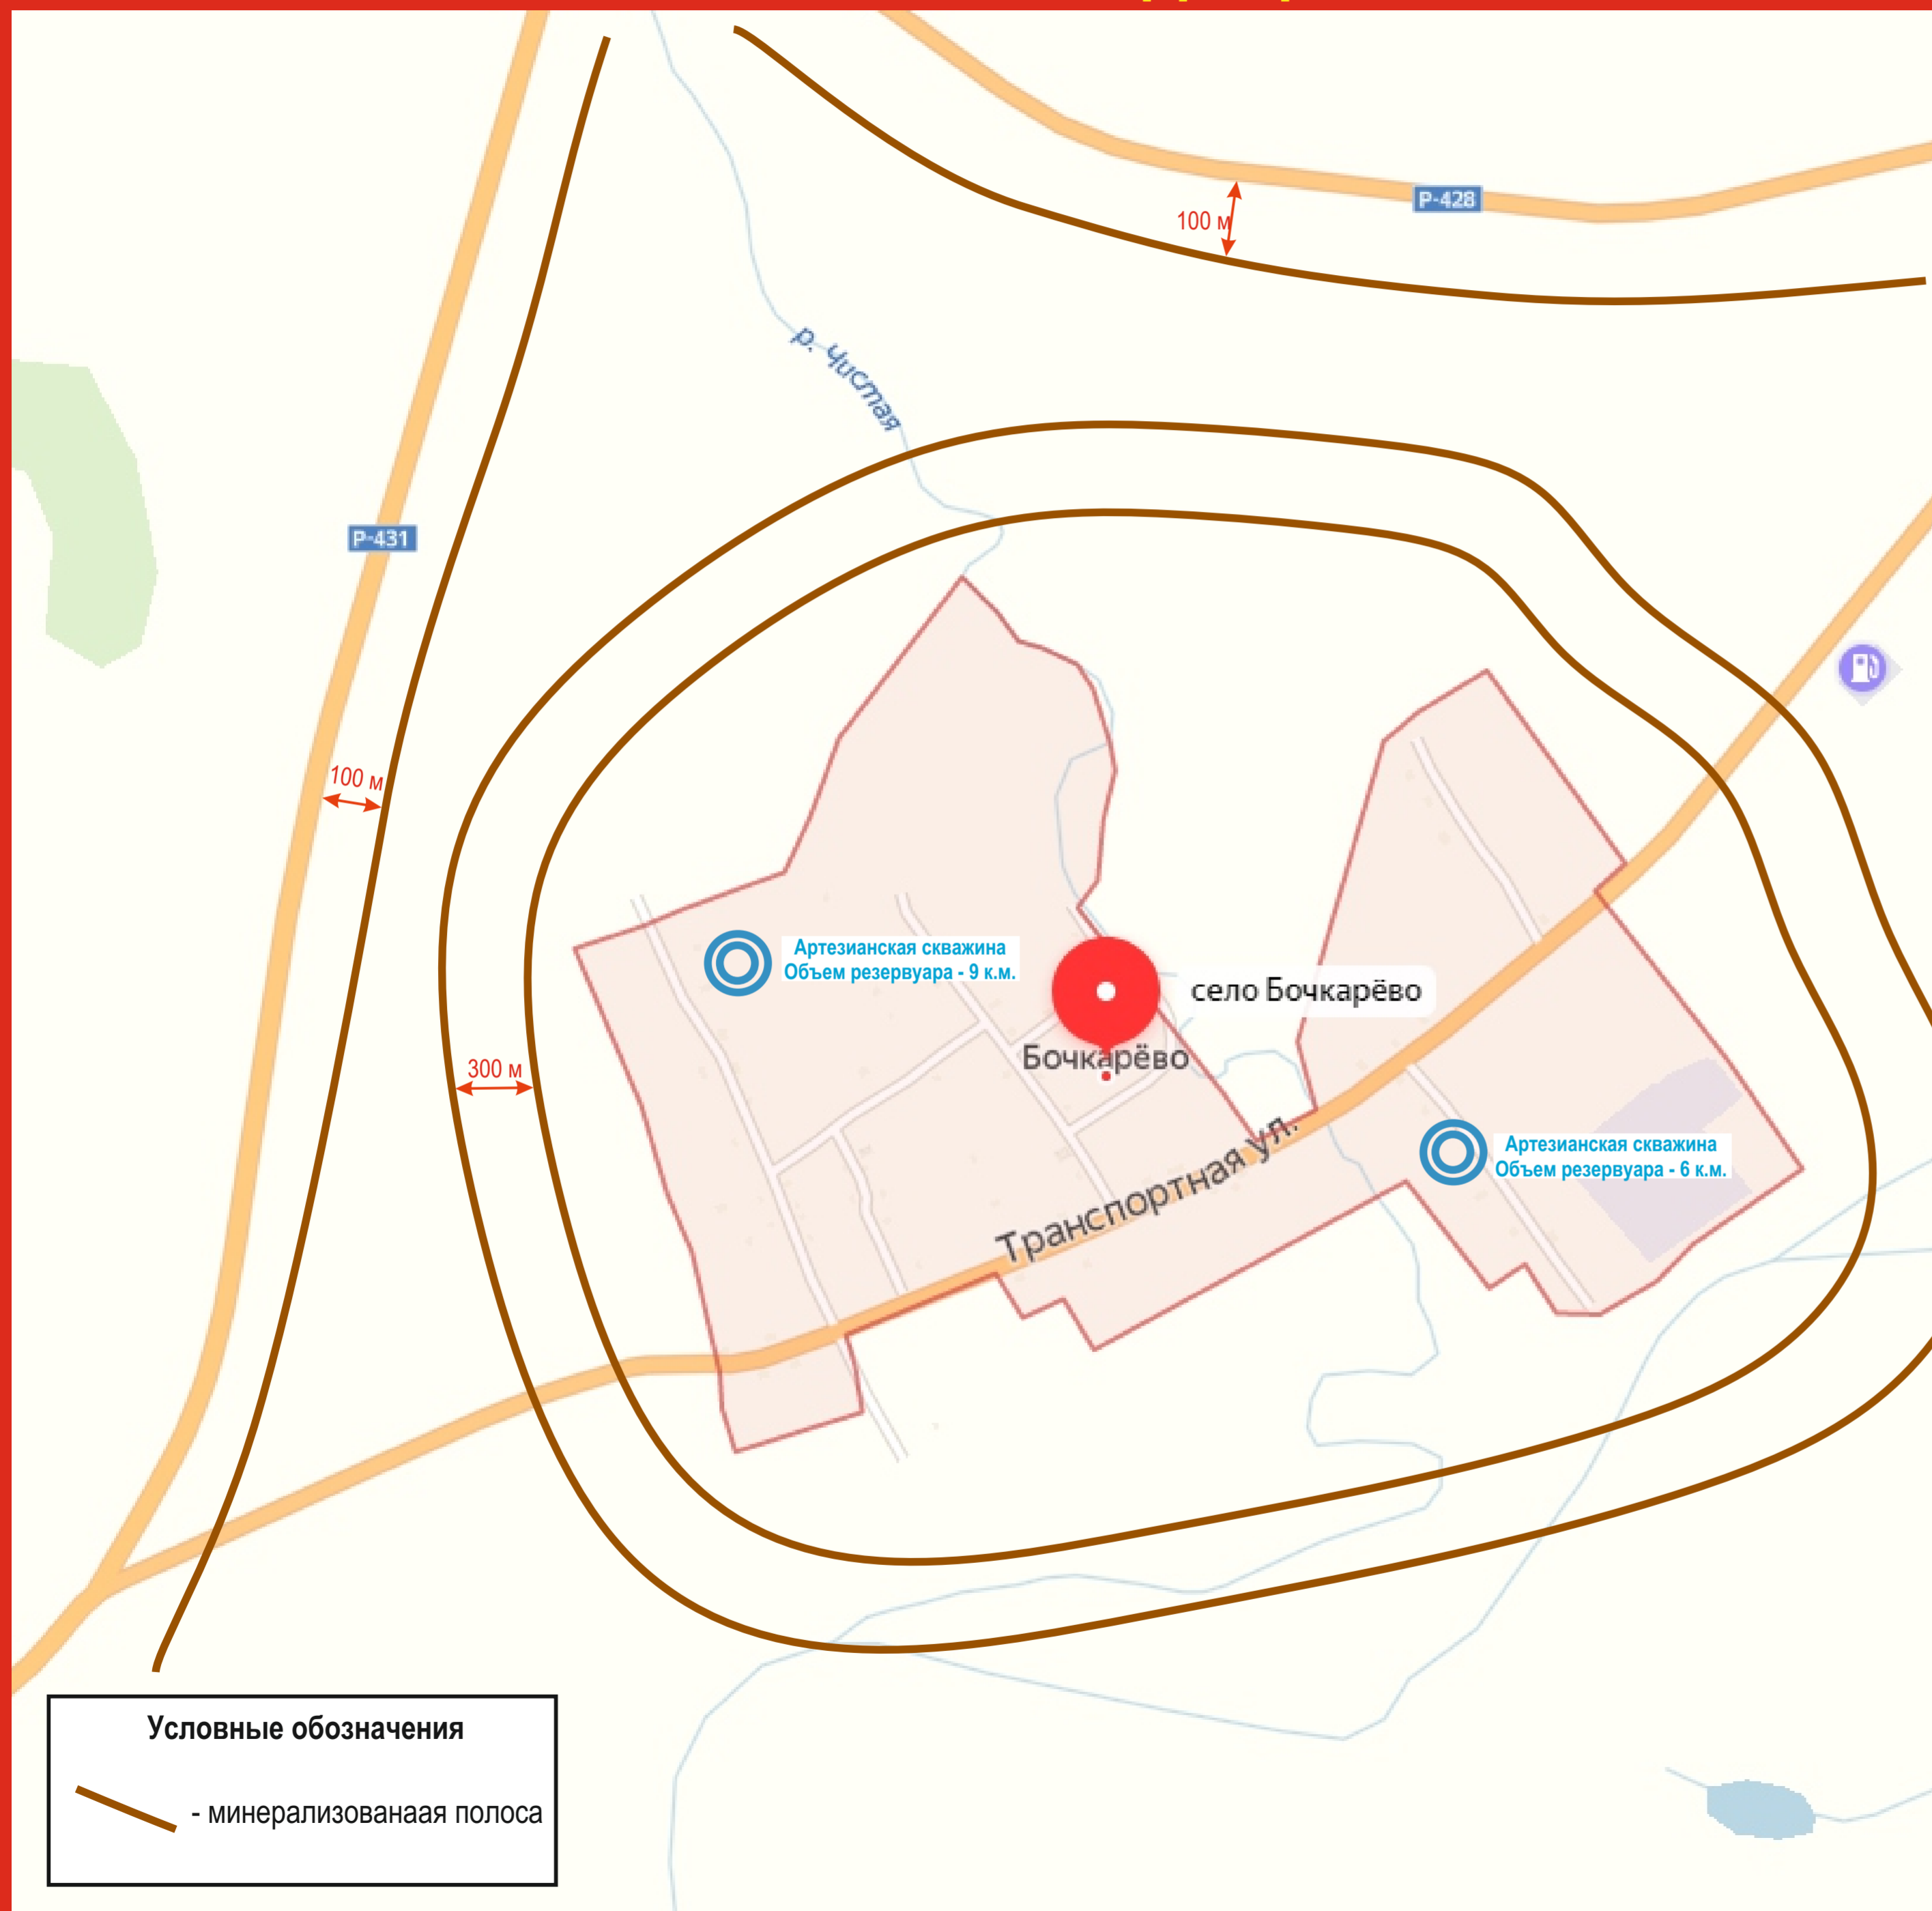 Р-428
100 м
р. Чистая
Р-431
100 м
Артезианская скважина
Объем резервуара - 9 к.м.
село Бочкарёво
Бочкарёво
300 м
Транспортная ул.
Артезианская скважина
Объем резервуара - 6 к.м.
Условные обозначения
- минерализованаая полоса